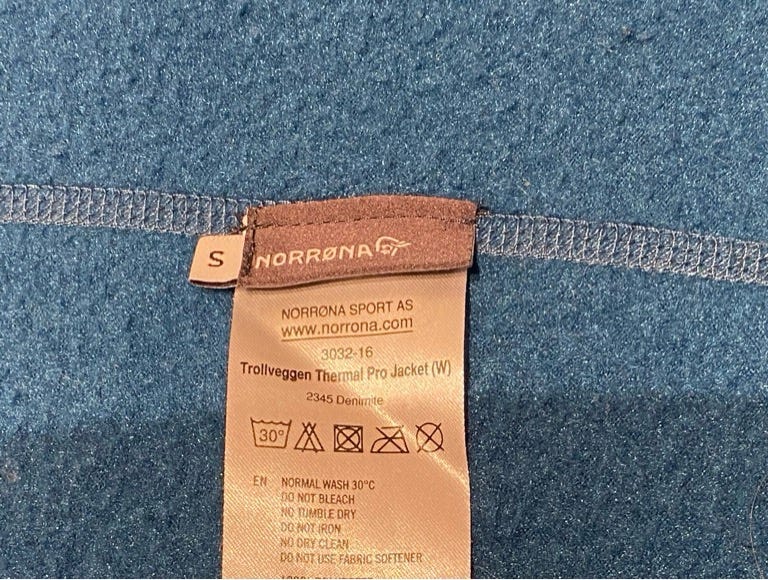 S
NORRØNA
NORRØNA SPORT AS
www.norrona.com
3032-16
Trollveggen Thermal Pro Jacket (W)
2345 Denimite
30°
EN NORMAL WASH 30°C
DO NOT BLEACH
NO TUMBLE DRY
DO NOT IRON
NO DRY CLEAN
DO NOT USE FABRIC SOFTENER